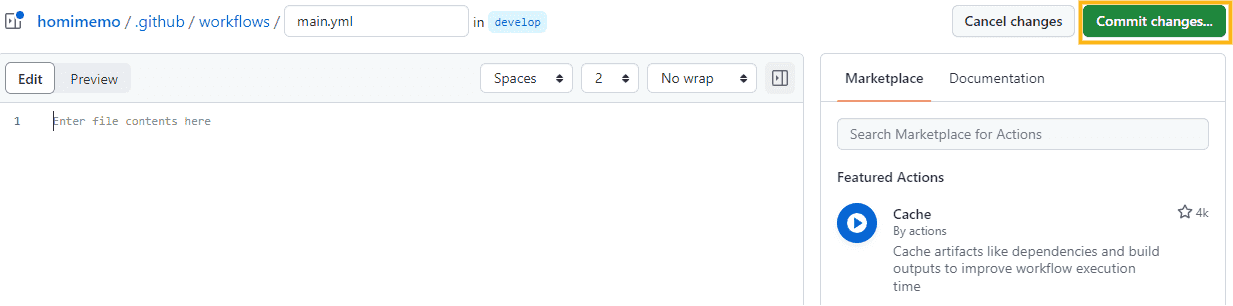 homimemo / .github / workflows / main.yml in develop
Cancel changes Commit changes...
Edit Preview Spaces 2 No wrap
1 Enter file contents here
Marketplace Documentation
Search Marketplace for Actions
Featured Actions
Cache 4k
By actions
Cache artifacts like dependencies and build
outputs to improve workflow execution
time